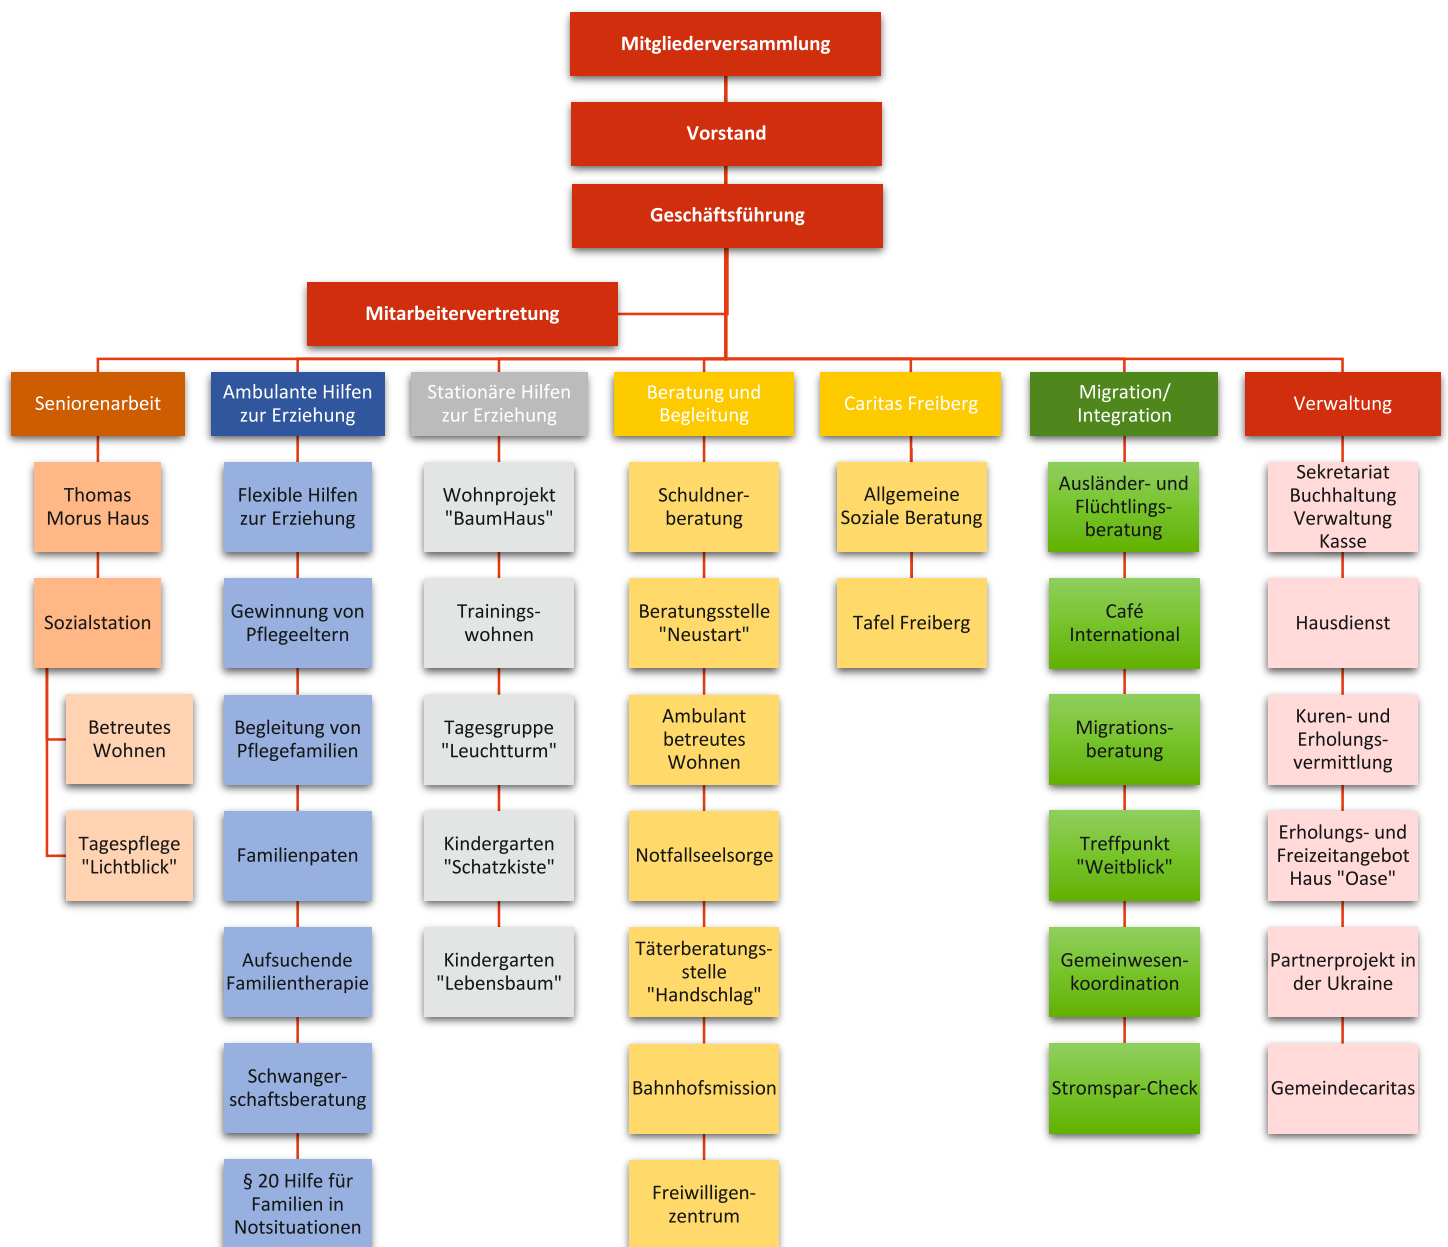 Mitgliederversammlung
Vorstand
Geschäftsführung
Mitarbeitervertretung
Seniorenarbeit
Thomas
Morus Haus
Sozialstation
Betreutes
Wohnen
Tagespflege
"Lichtblick"
Ambulante Hilfen
zur Erziehung
Flexible Hilfen
zur Erziehung
Gewinnung von
Pflegeeltern
Begleitung von
Pflegefamilien
Familienpaten
Aufsuchende
Familientherapie
Schwanger-
schaftsberatung
§ 20 Hilfe für
Familien in
Notsituationen
Stationäre Hilfen
zur Erziehung
Wohnprojekt
"BaumHaus"
Trainings-
wohnen
Tagesgruppe
"Leuchtturm"
Kindergarten
"Schatzkiste"
Kindergarten
"Lebensbaum"
Beratung und
Begleitung
Schuldner-
beratung
Beratungsstelle
"Neustart"
Ambulant
betreutes
Wohnen
Notfallseelsorge
Täterberatungs-
stelle
"Handschlag"
Bahnhofsmission
Freiwilligen-
zentrum
Caritas Freiberg
Allgemeine
Soziale Beratung
Tafel Freiberg
Migration/
Integration
Ausländer- und
Flüchtlings-
beratung
Café
International
Migrations-
beratung
Treffpunkt
"Weitblick"
Gemeinwesen-
koordination
Stromspar-Check
Verwaltung
Sekretariat
Buchhaltung
Verwaltung
Kasse
Hausdienst
Kuren- und
Erholungs-
vermittlung
Erholungs- und
Freizeitangebot
Haus "Oase"
Partnerprojekt in
der Ukraine
Gemeindecaritas